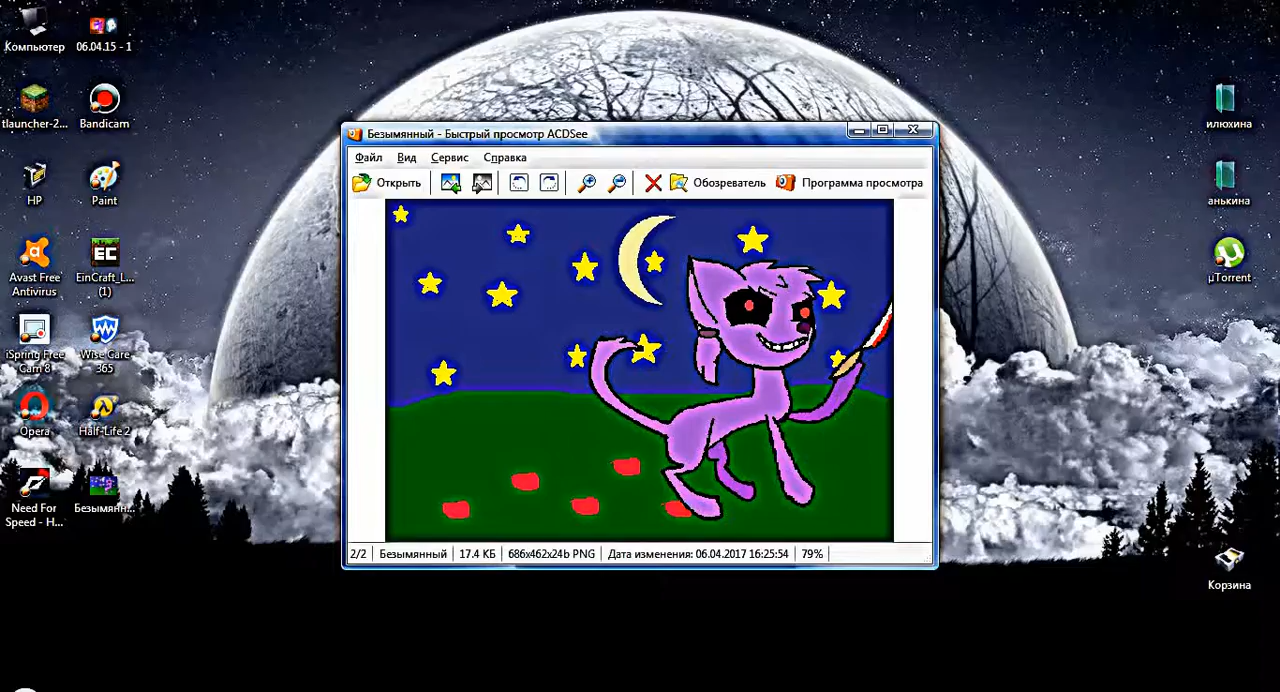 Компьютер
06.04.15 - 1
tlauncher-2...
Bandicam
HP
Paint
Avast Free
Antivirus
EinCraft_L...
(1)
iSpring Free
Cam 8
Wise Care
365
Opera
Half-Life 2
Need For
Speed - H...
Безымянн...
Безымянный - Быстрый просмотр ACDSee
Файл Вид Сервис Справка
Открыть Обозреватель Программа просмотра
2/2 Безымянный 17.4 КБ 686x462x24b PNG Дата изменения: 06.04.2017 16:25:54 79%
илюхина
анькина
µTorrent
Корзина